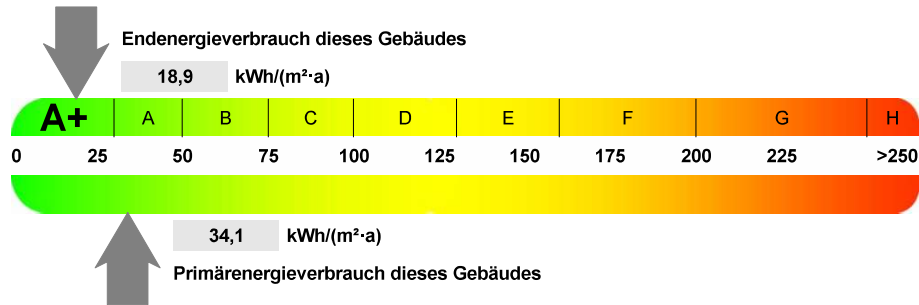 Endenergieverbrauch dieses Gebäudes
18,9 kWh/(m²·a)
A+ A B C D E F G H
0 25 50 75 100 125 150 175 200 225 >250
34,1 kWh/(m²·a)
Primärenergieverbrauch dieses Gebäudes